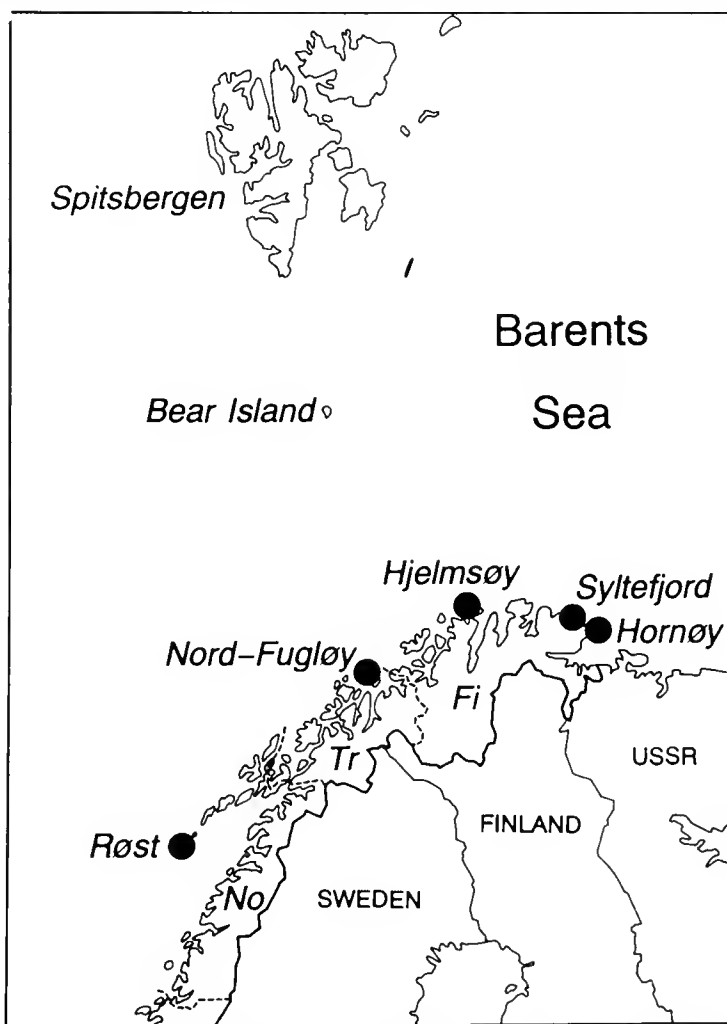 Spitsbergen
Barents
Sea
Bear Island
Hjelmsøy
Syltefjord
Hornøy
Nord-Fugløy
Fi
Tr
USSR
FINLAND
Røst
No
SWEDEN